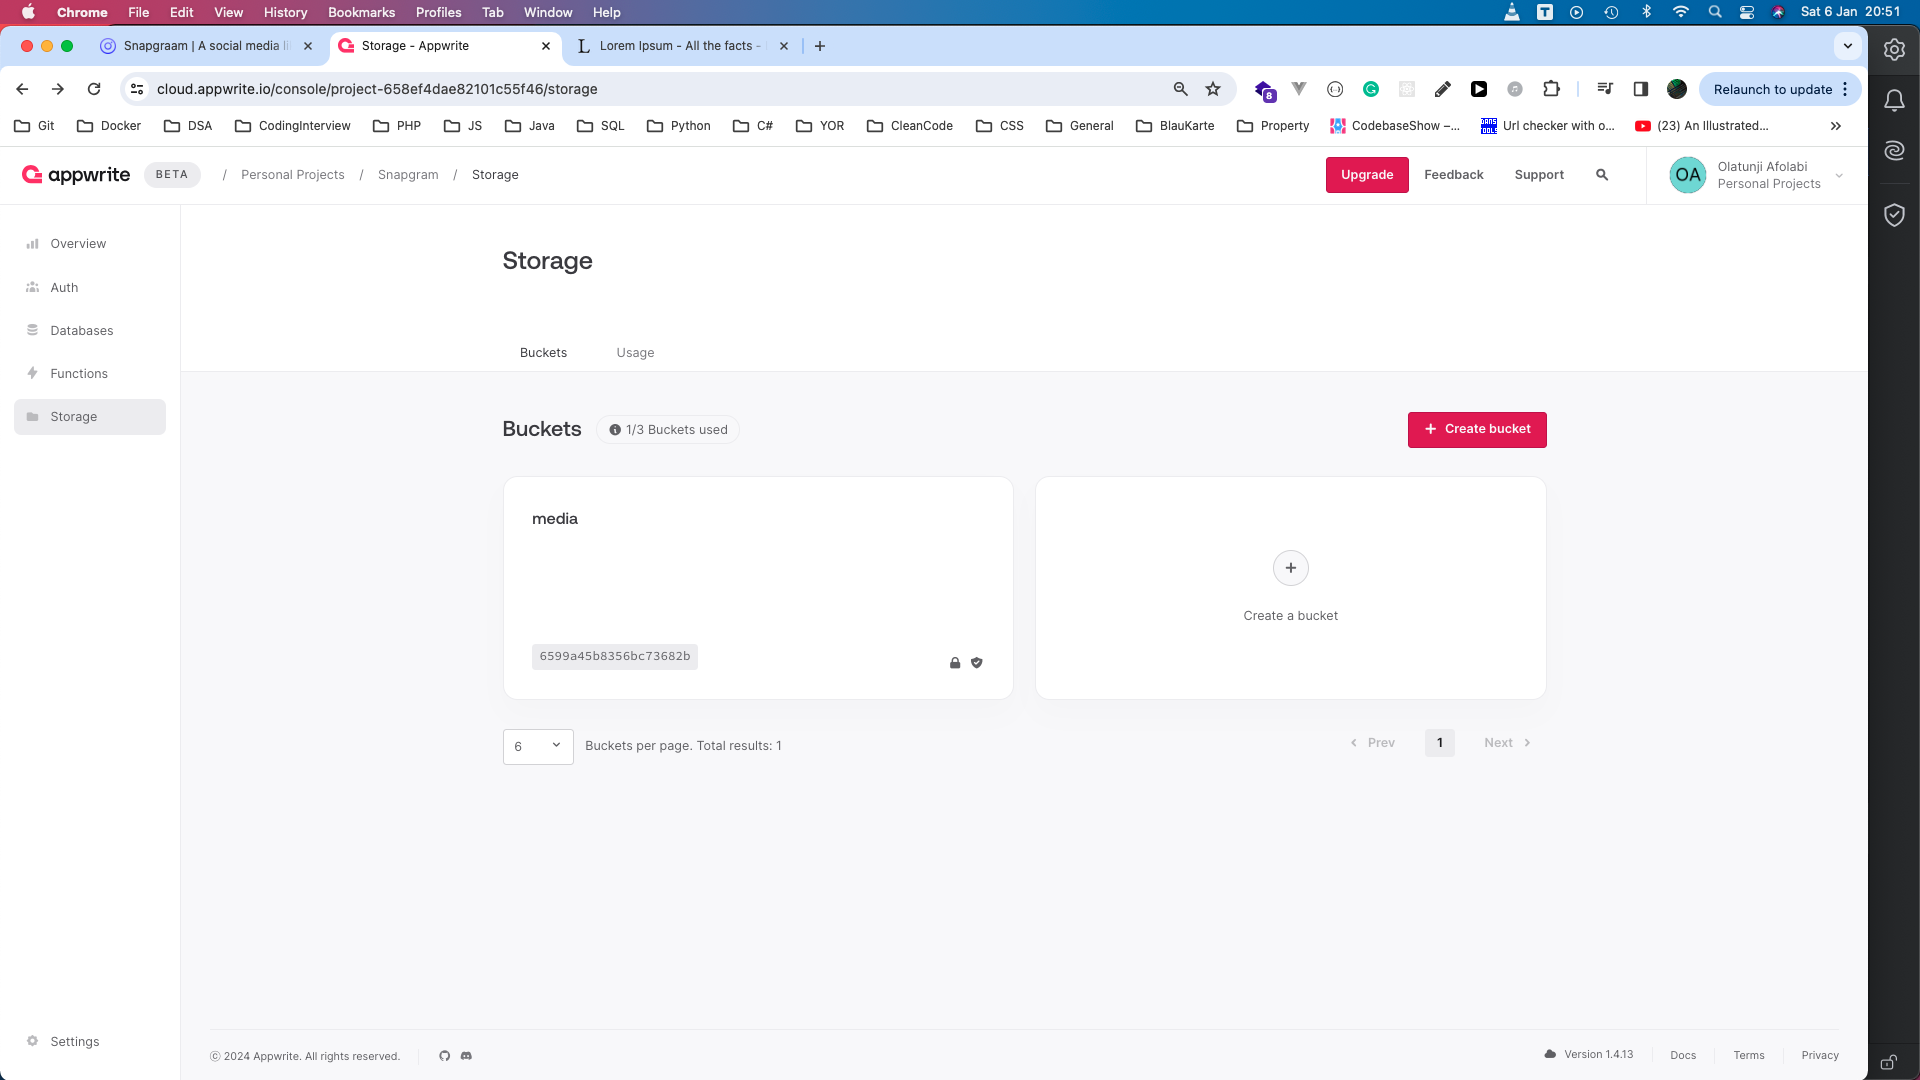 Chrome File Edit View History Bookmarks Profiles Tab Window Help T Sat 6 Jan 20:51
Snapgraam | A social media li Storage - Appwrite Lorem Ipsum - All the facts -
cloud.appwrite.io/console/project-658ef4dae82101c55f46/storage 8 Relaunch to update
Git Docker DSA CodingInterview PHP JS Java SQL Python C# YOR CleanCode CSS General BlauKarte Property CodebaseShow –... Url checker with o... (23) An Illustrated... »
appwrite BETA / Personal Projects / Snapgram / Storage Upgrade Feedback Support OA Olatunji Afolabi
Personal Projects
Overview
Auth
Databases
Functions
Storage
Settings
Storage
Buckets Usage
Buckets 1/3 Buckets used + Create bucket
media
6599a45b8356bc73682b
+
Create a bucket
6 Buckets per page. Total results: 1 Prev 1 Next
© 2024 Appwrite. All rights reserved. Version 1.4.13 Docs Terms Privacy